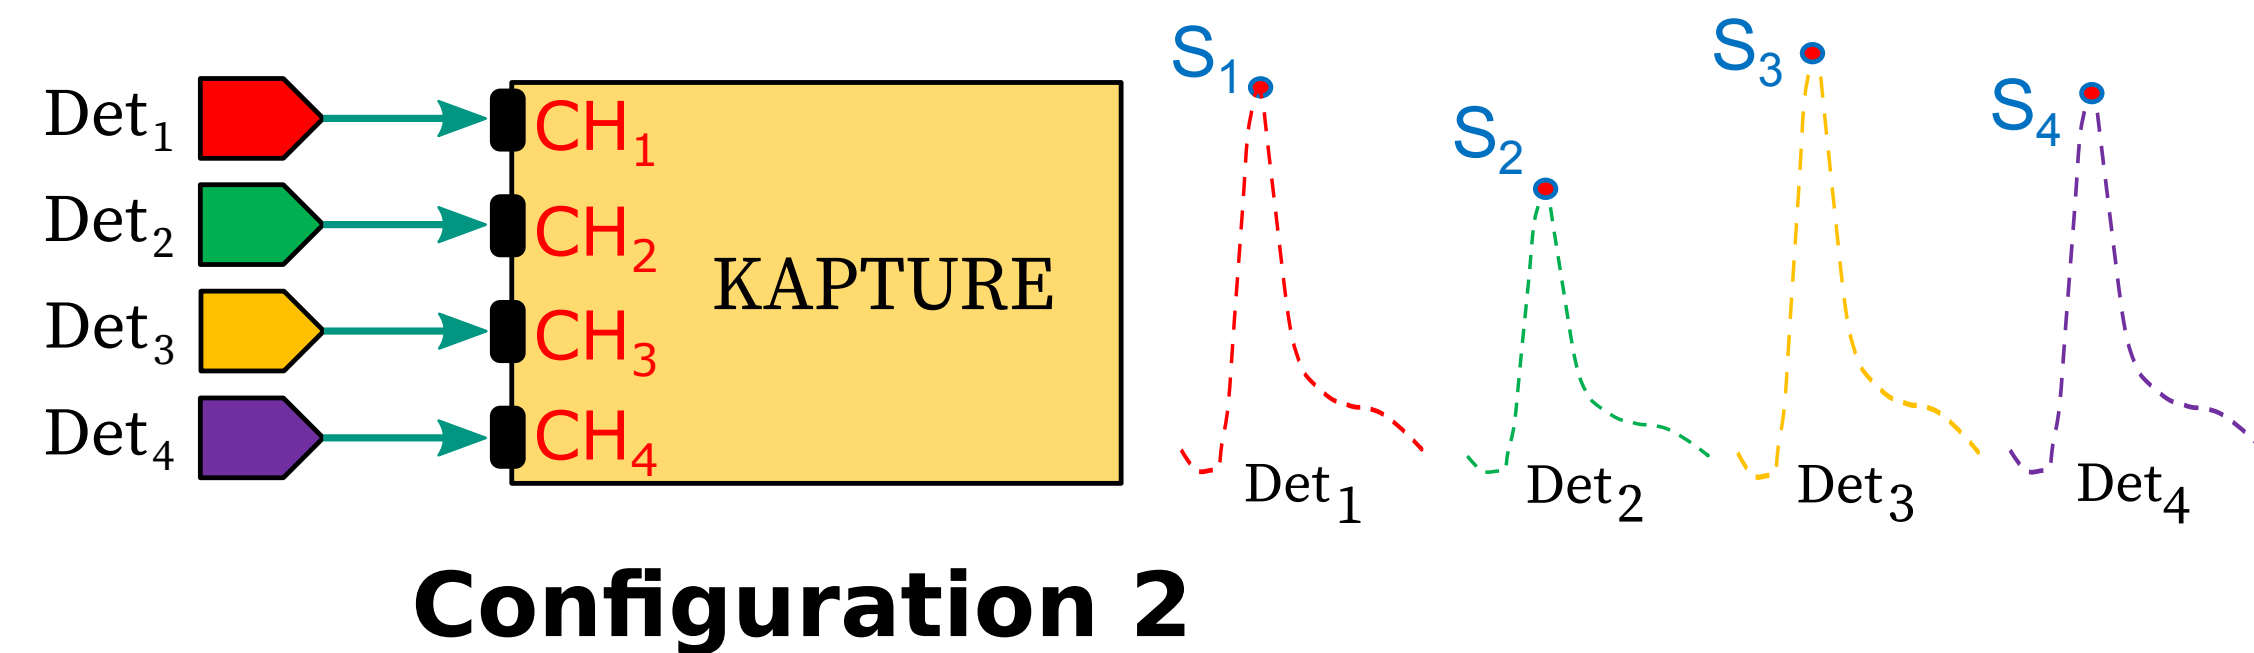 Det₁ CH₁
Det₂ CH₂
Det₃ CH₃
Det₄ CH₄
KAPTURE
S₁ S₂ S₃ S₄
Det₁ Det₂ Det₃ Det₄
Configuration 2